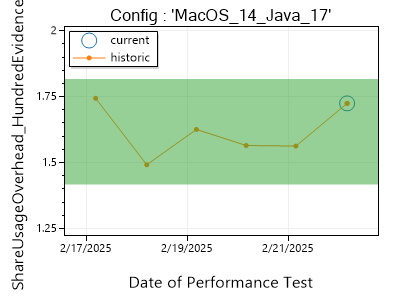 Config : 'MacOS_14_Java_17'
current
historic
ShareUsageOverhead_HundredEvidence
2
1.75
1.5
1.25
2/17/2025
2/19/2025
2/21/2025
Date of Performance Test